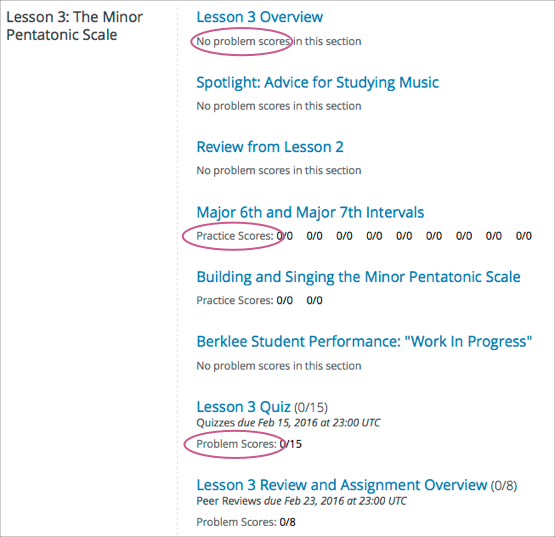 Lesson 3: The Minor
Pentatonic Scale
Lesson 3 Overview
No problem scores in this section
Spotlight: Advice for Studying Music
No problem scores in this section
Review from Lesson 2
No problem scores in this section
Major 6th and Major 7th Intervals
Practice Scores: 0/0 0/0 0/0 0/0 0/0 0/0 0/0 0/0 0/0
Building and Singing the Minor Pentatonic Scale
Practice Scores: 0/0 0/0
Berklee Student Performance: "Work In Progress"
No problem scores in this section
Lesson 3 Quiz (0/15)
Quizzes due Feb 15, 2016 at 23:00 UTC
Problem Scores: 0/15
Lesson 3 Review and Assignment Overview (0/8)
Peer Reviews due Feb 23, 2016 at 23:00 UTC
Problem Scores: 0/8